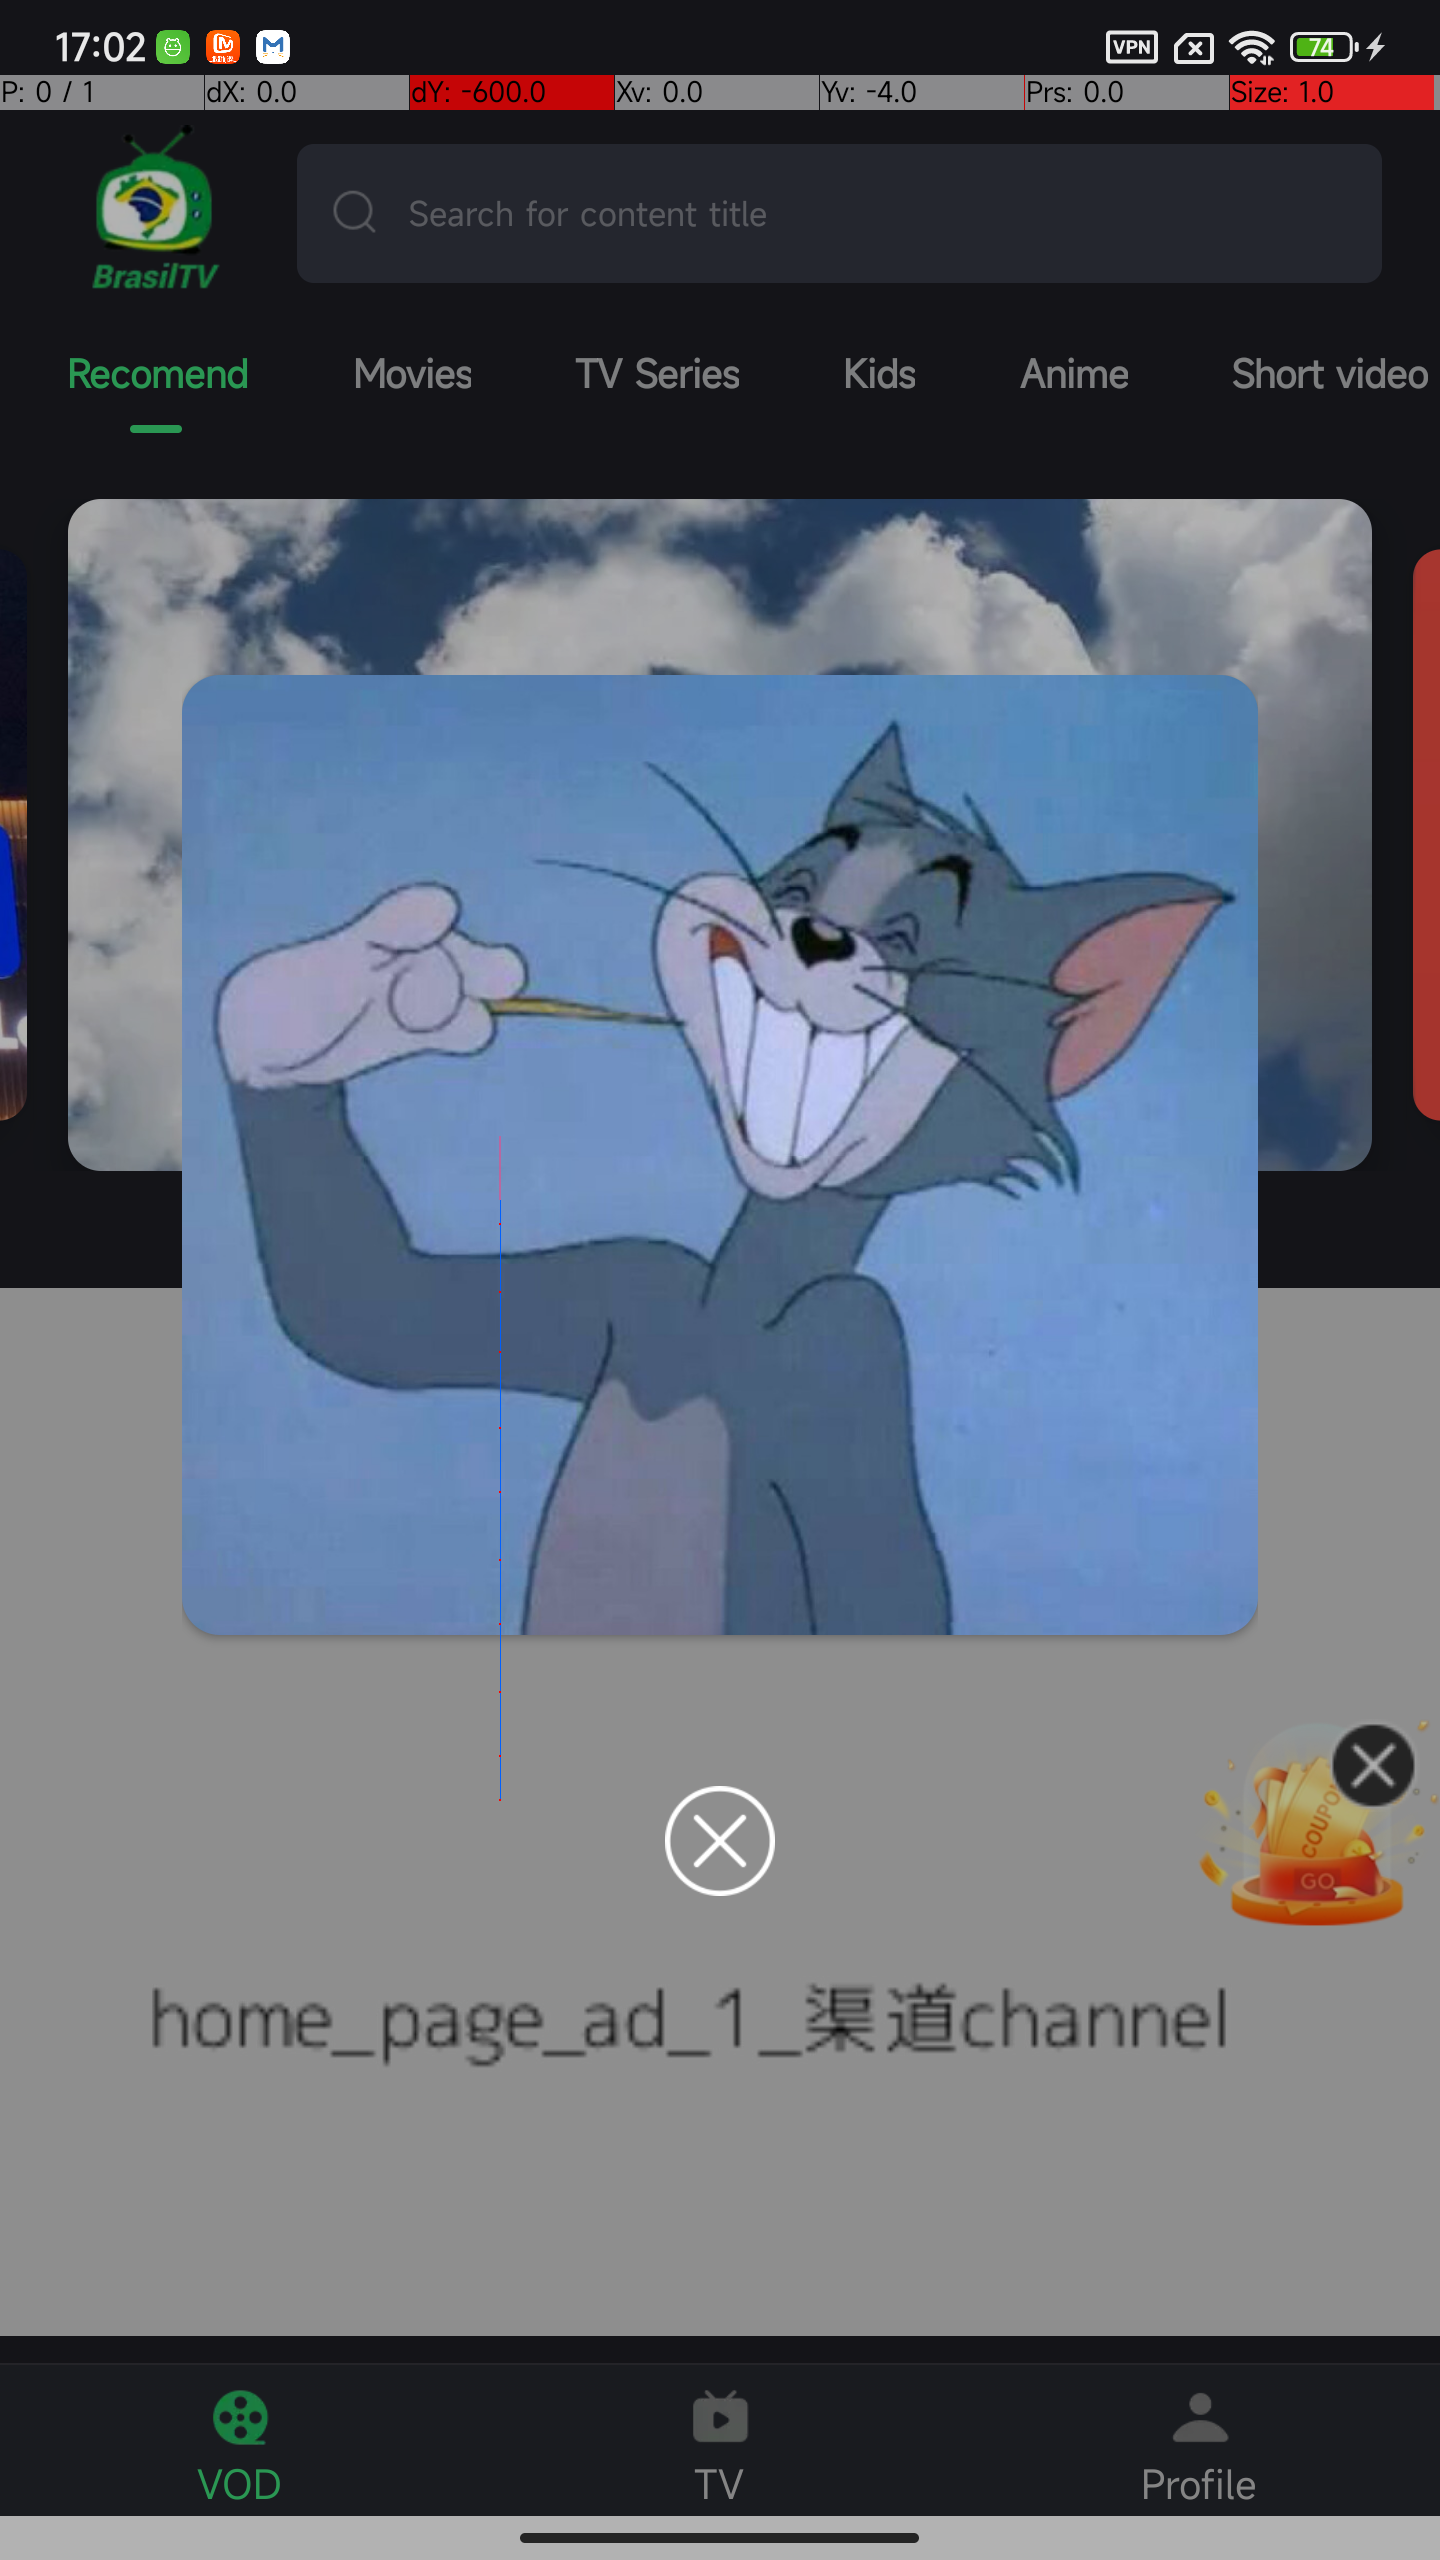 17:02 VPN 74
P: 0 / 1 dX: 0.0 dY: -600.0 Xv: 0.0 Yv: -4.0 Prs: 0.0 Size: 1.0
Search for content title
BrasilTV
Recomend Movies TV Series Kids Anime Short video
COUPON
GO
home_page_ad_1_渠道channel
VOD TV Profile